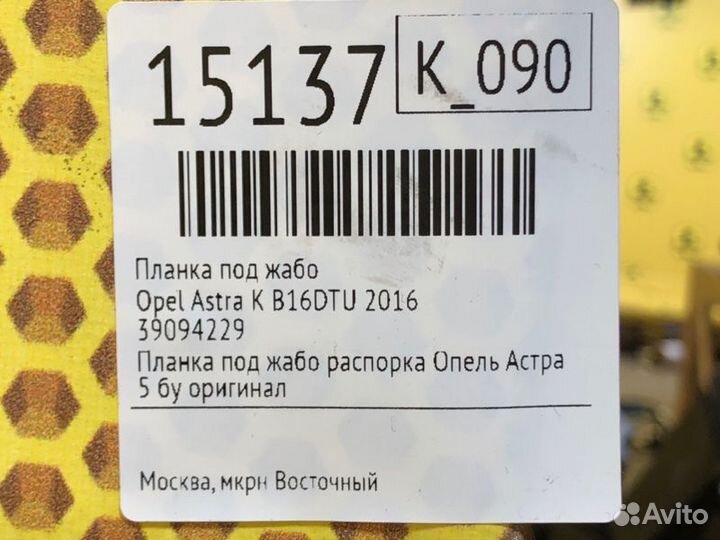 15137
K_090
Планка под жабо
Opel Astra K B16DTU 2016
39094229
Планка под жабо распорка Опель Астра
5 бу оригинал
Москва, мкрн Восточный
Avito